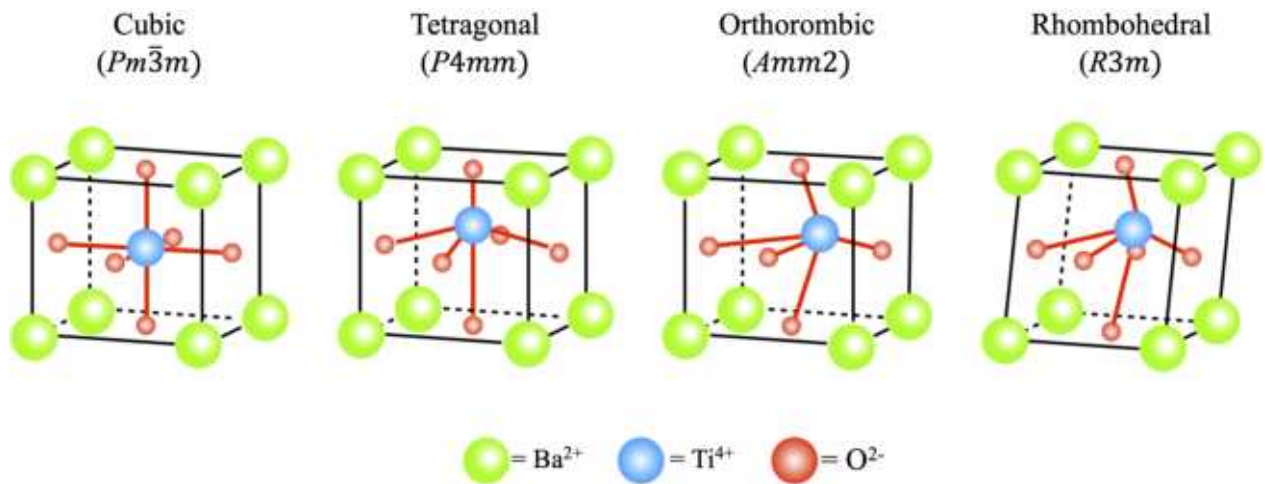 Cubic
(Pm3̅m)
Tetragonal
(P4mm)
Orthorombic
(Amm2)
Rhombohedral
(R3m)
= Ba²⁺
= Ti⁴⁺
= O²⁻